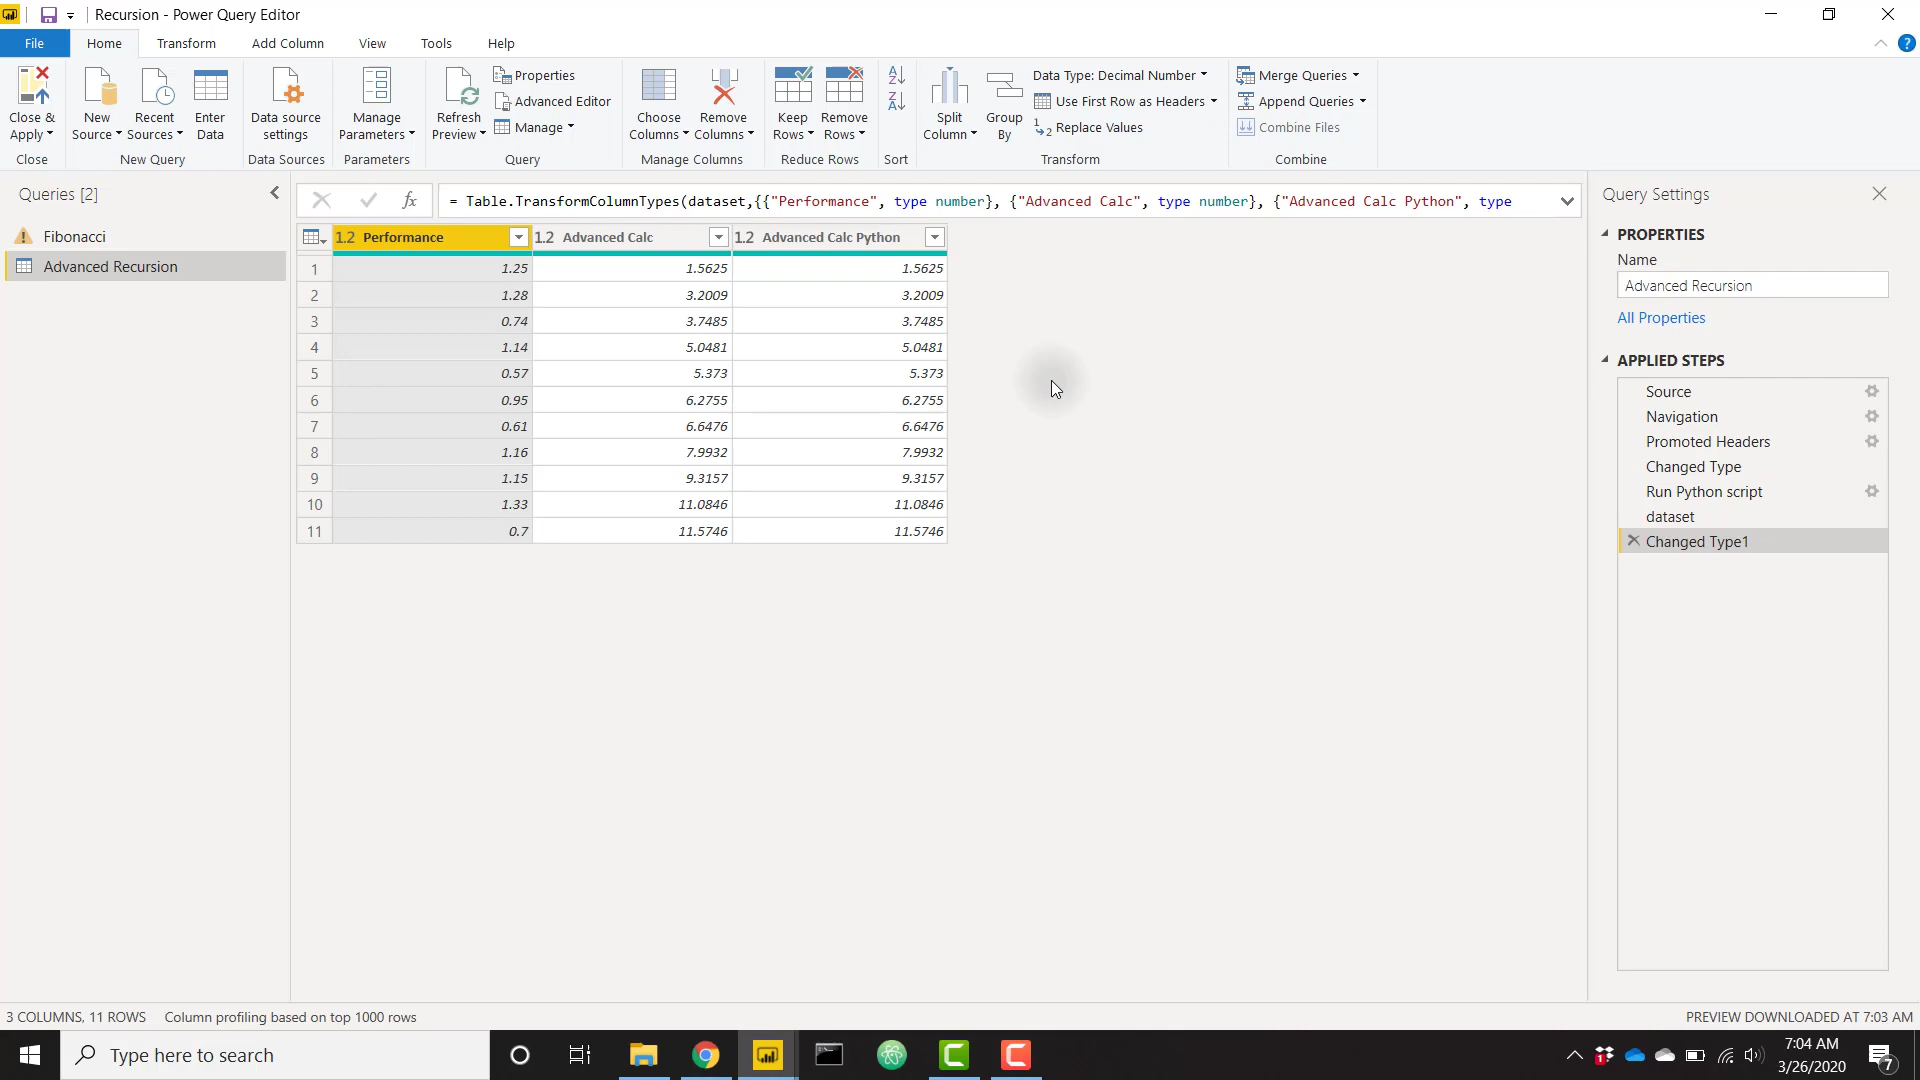 Recursion - Power Query Editor
File Home Transform Add Column View Tools Help
Close & Apply
Close
New Source
Recent Sources
Enter Data
New Query
Data source settings
Data Sources
Manage Parameters
Parameters
Refresh Preview
Properties
Advanced Editor
Manage
Query
Choose Columns
Remove Columns
Manage Columns
Keep Rows
Remove Rows
Reduce Rows
A Z
Z A
Sort
Split Column
Group By
Data Type: Decimal Number
Use First Row as Headers
1 2 Replace Values
Transform
Merge Queries
Append Queries
Combine Files
Combine
Queries [2]
Fibonacci
Advanced Recursion
fx = Table.TransformColumnTypes(dataset,{{"Performance", type number}, {"Advanced Calc", type number}, {"Advanced Calc Python", type
1.2 Performance 1.2 Advanced Calc 1.2 Advanced Calc Python
1 1.25 1.5625 1.5625
2 1.28 3.2009 3.2009
3 0.74 3.7485 3.7485
4 1.14 5.0481 5.0481
5 0.57 5.373 5.373
6 0.95 6.2755 6.2755
7 0.61 6.6476 6.6476
8 1.16 7.9932 7.9932
9 1.15 9.3157 9.3157
10 1.33 11.0846 11.0846
11 0.7 11.5746 11.5746
Query Settings
PROPERTIES
Name
Advanced Recursion
All Properties
APPLIED STEPS
Source
Navigation
Promoted Headers
Changed Type
Run Python script
dataset
Changed Type1
3 COLUMNS, 11 ROWS Column profiling based on top 1000 rows
PREVIEW DOWNLOADED AT 7:03 AM
Type here to search
1
7:04 AM
3/26/2020
7